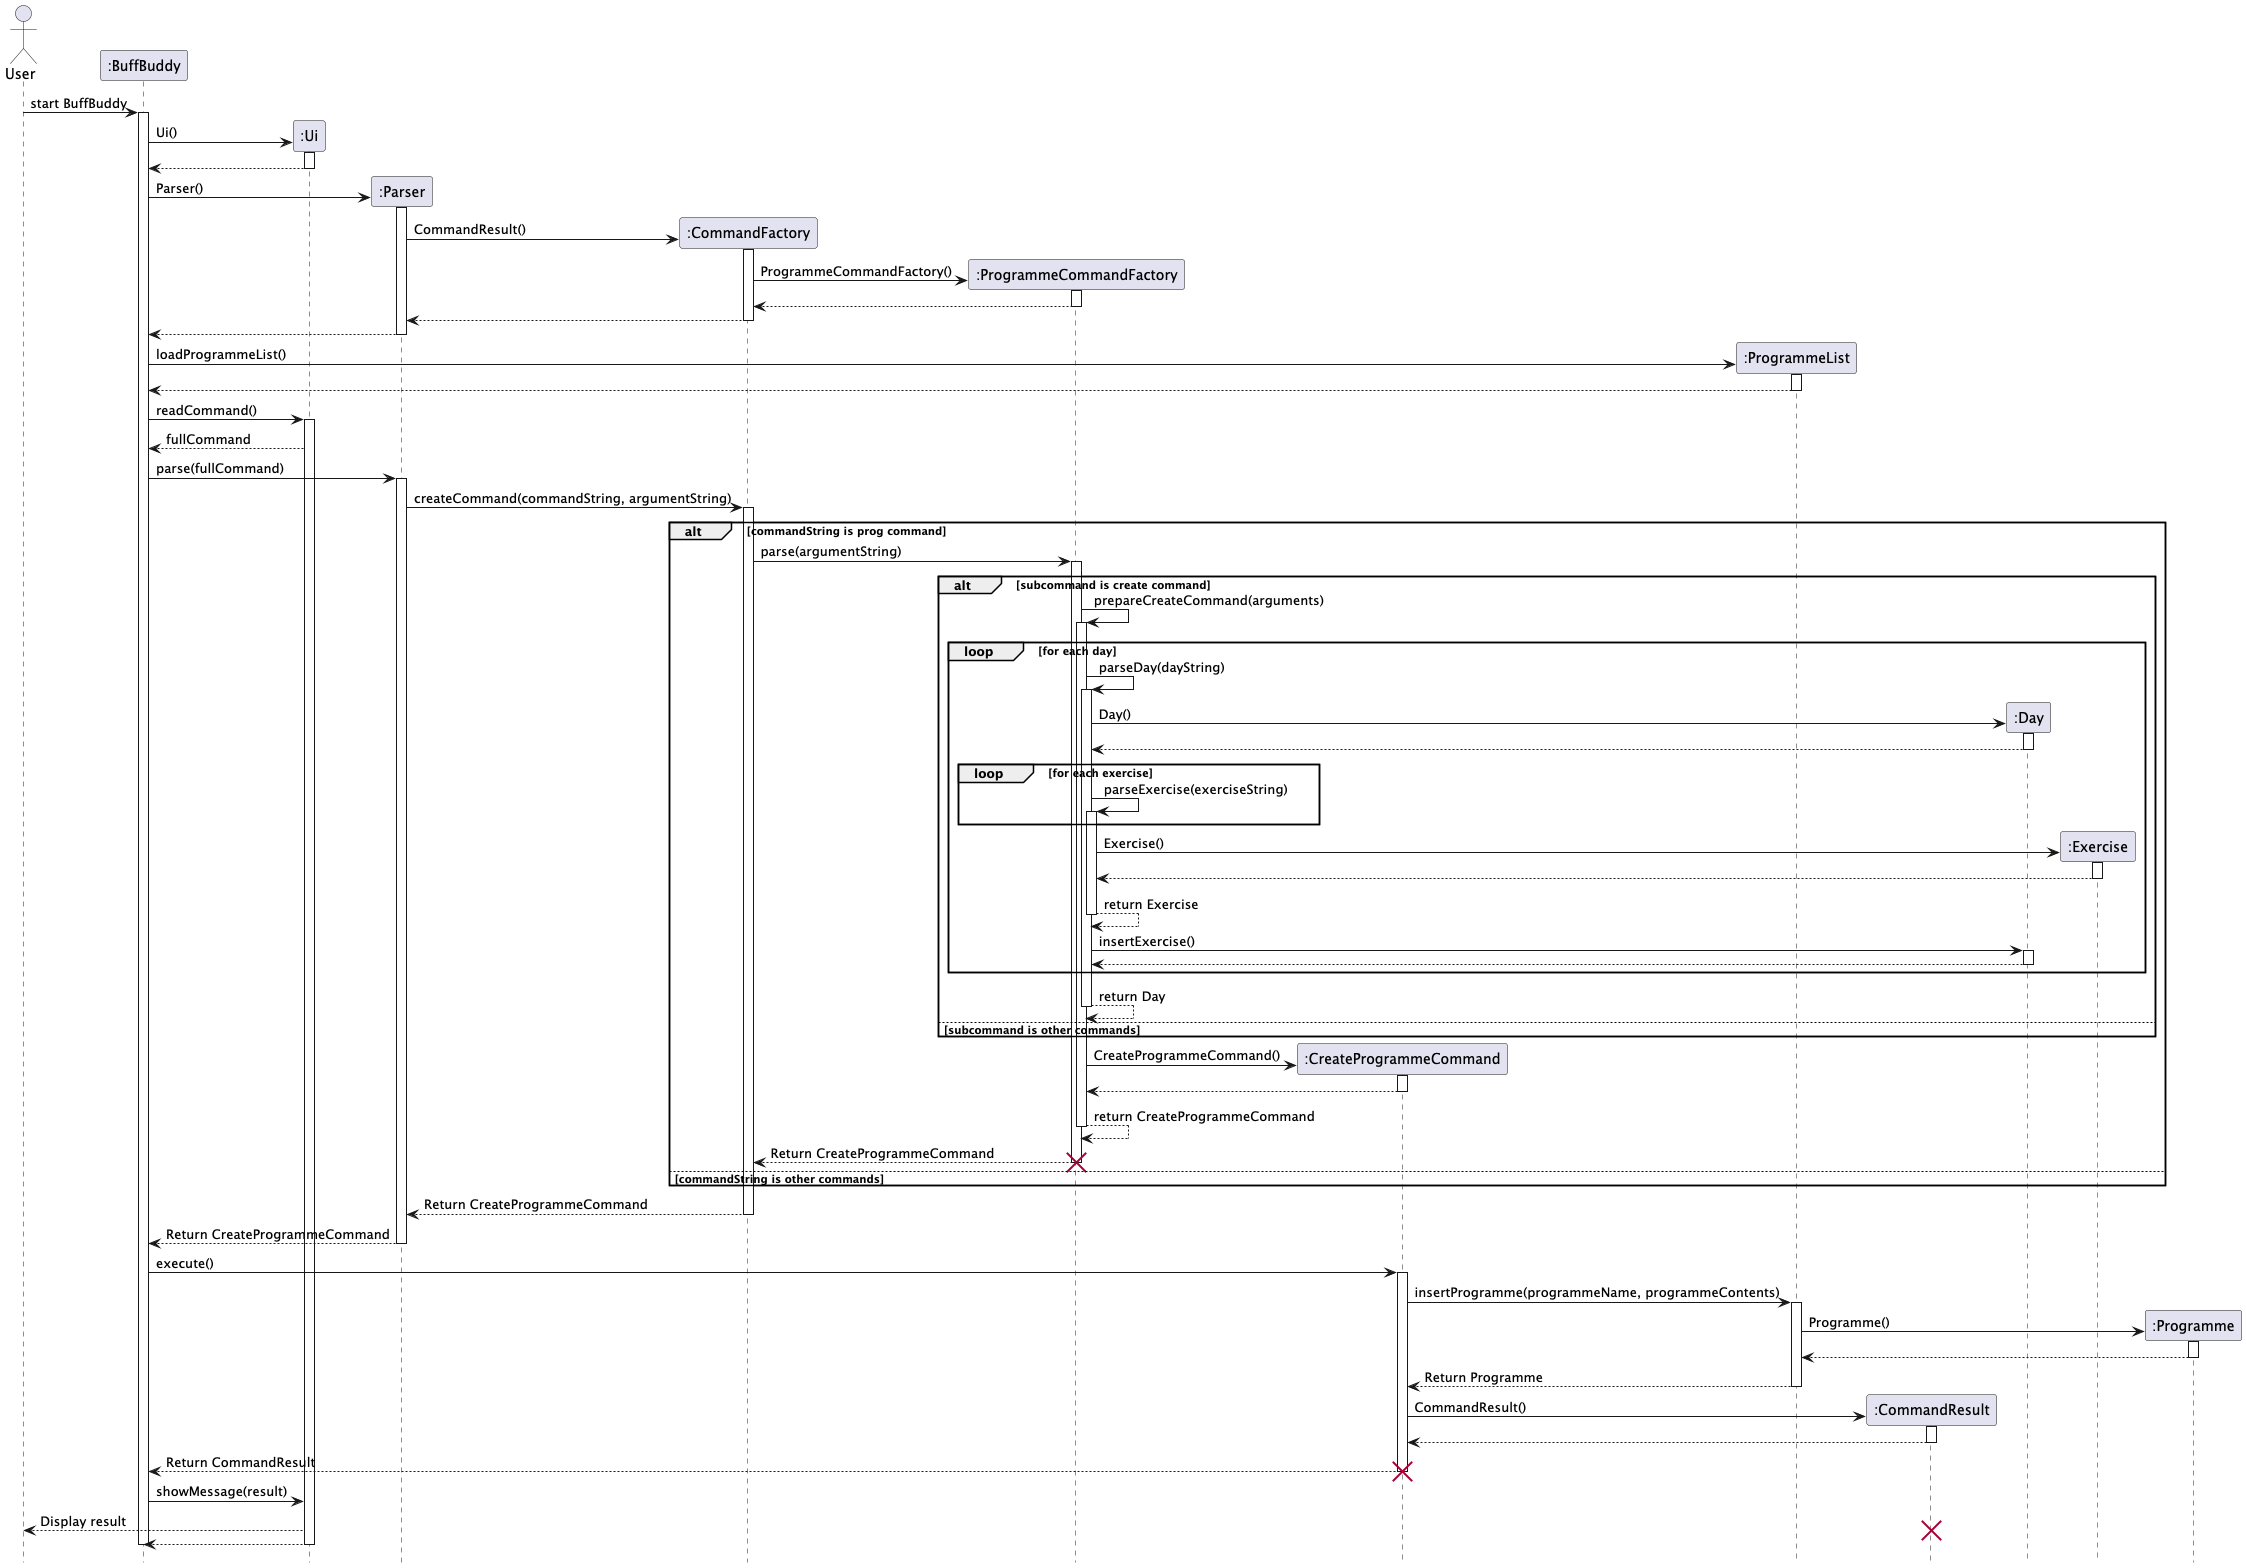 User
:BuffBuddy
start BuffBuddy
Ui()
:Ui
Parser()
:Parser
CommandResult()
:CommandFactory
ProgrammeCommandFactory()
:ProgrammeCommandFactory
loadProgrammeList()
:ProgrammeList
readCommand()
fullCommand
parse(fullCommand)
createCommand(commandString, argumentString)
alt
[commandString is prog command]
parse(argumentString)
alt
[subcommand is create command]
prepareCreateCommand(arguments)
loop
[for each day]
parseDay(dayString)
Day()
:Day
loop
[for each exercise]
parseExercise(exerciseString)
Exercise()
:Exercise
return Exercise
insertExercise()
return Day
[subcommand is other commands]
CreateProgrammeCommand()
:CreateProgrammeCommand
return CreateProgrammeCommand
Return CreateProgrammeCommand
[commandString is other commands]
Return CreateProgrammeCommand
Return CreateProgrammeCommand
execute()
insertProgramme(programmeName, programmeContents)
Programme()
:Programme
Return Programme
CommandResult()
:CommandResult
Return CommandResult
showMessage(result)
Display result